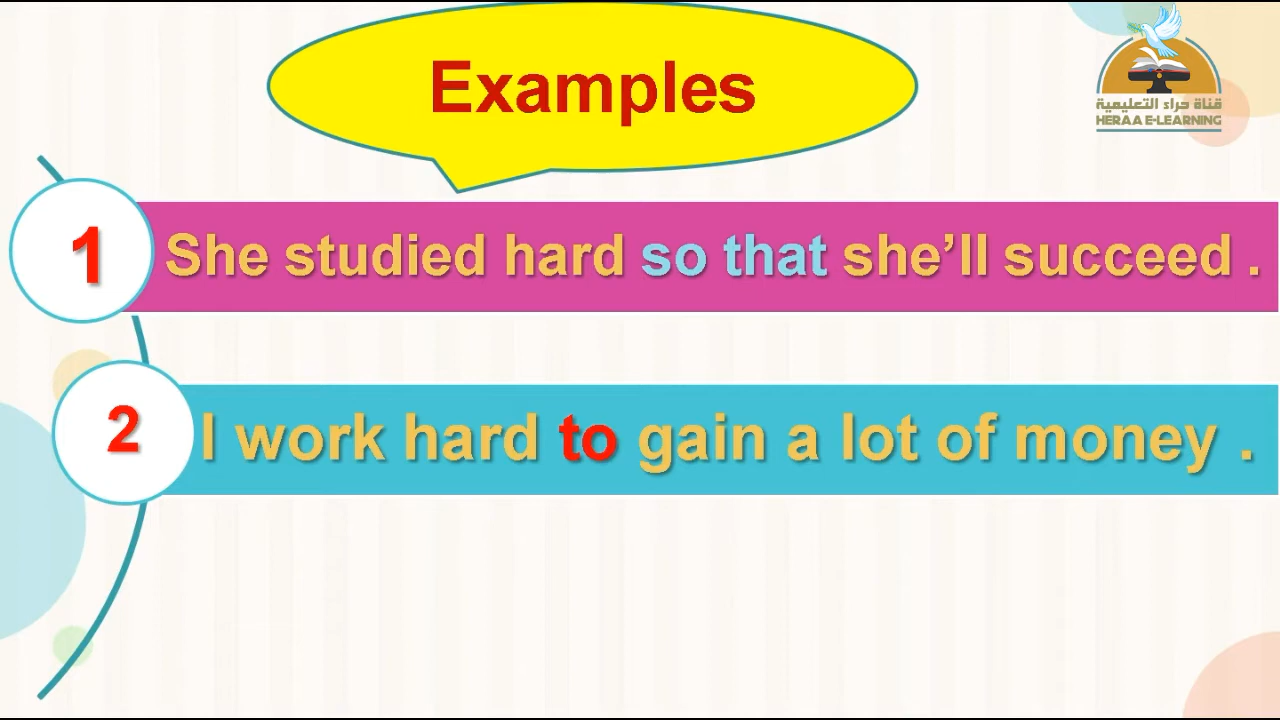 Examples
قناة حراء التعليمية
HERAA E-LEARNING
1 She studied hard so that she’ll succeed .
2 I work hard to gain a lot of money .